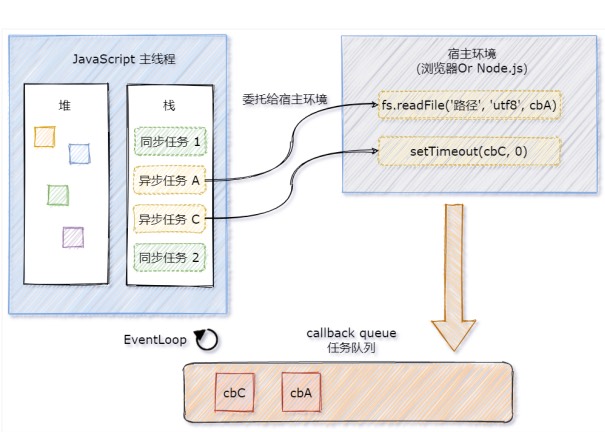 JavaScript 主线程
堆
栈
同步任务 1
异步任务 A
异步任务 C
同步任务 2
委托给宿主环境
宿主环境
(浏览器Or Node.js)
fs.readFile('路径', 'utf8', cbA)
setTimeout(cbC, 0)
EventLoop
callback queue
任务队列
cbC
cbA